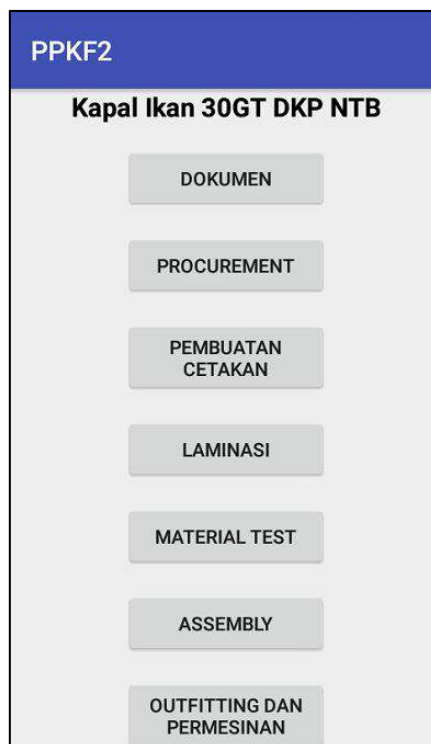 PPKF2
Kapal Ikan 30GT DKP NTB
DOKUMEN
PROCUREMENT
PEMBUATAN
CETAKAN
LAMINASI
MATERIAL TEST
ASSEMBLY
OUTFITTING DAN
PERMESINAN